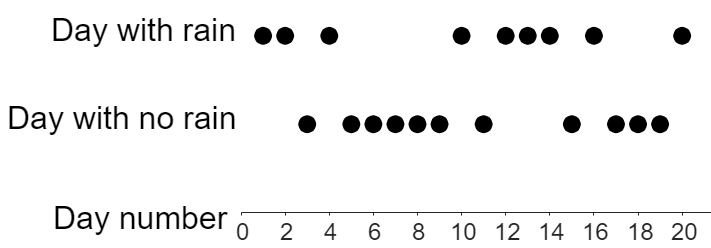 Day with rain
Day with no rain
Day number
0 2 4 6 8 10 12 14 16 18 20